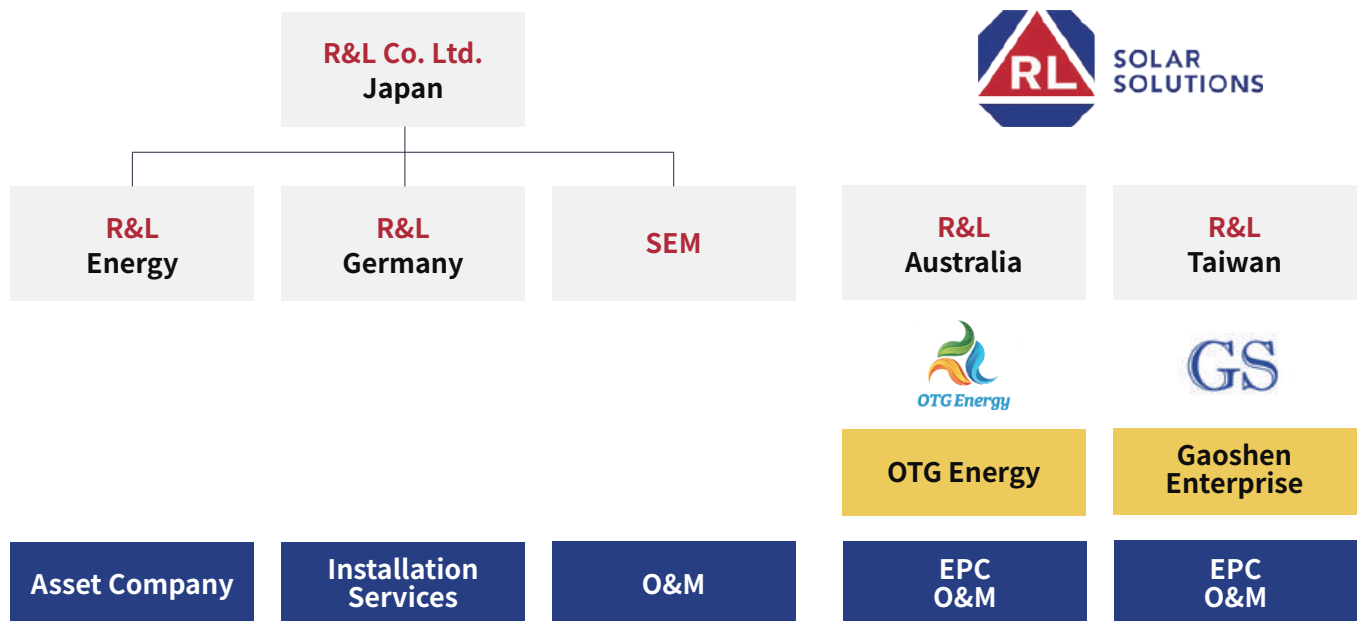 R&L Co. Ltd.
Japan
RL
SOLAR
SOLUTIONS
R&L
Energy
R&L
Germany
SEM
R&L
Australia
R&L
Taiwan
OTG Energy
GS
OTG Energy
Gaoshen
Enterprise
Asset Company
Installation
Services
O&M
EPC
O&M
EPC
O&M